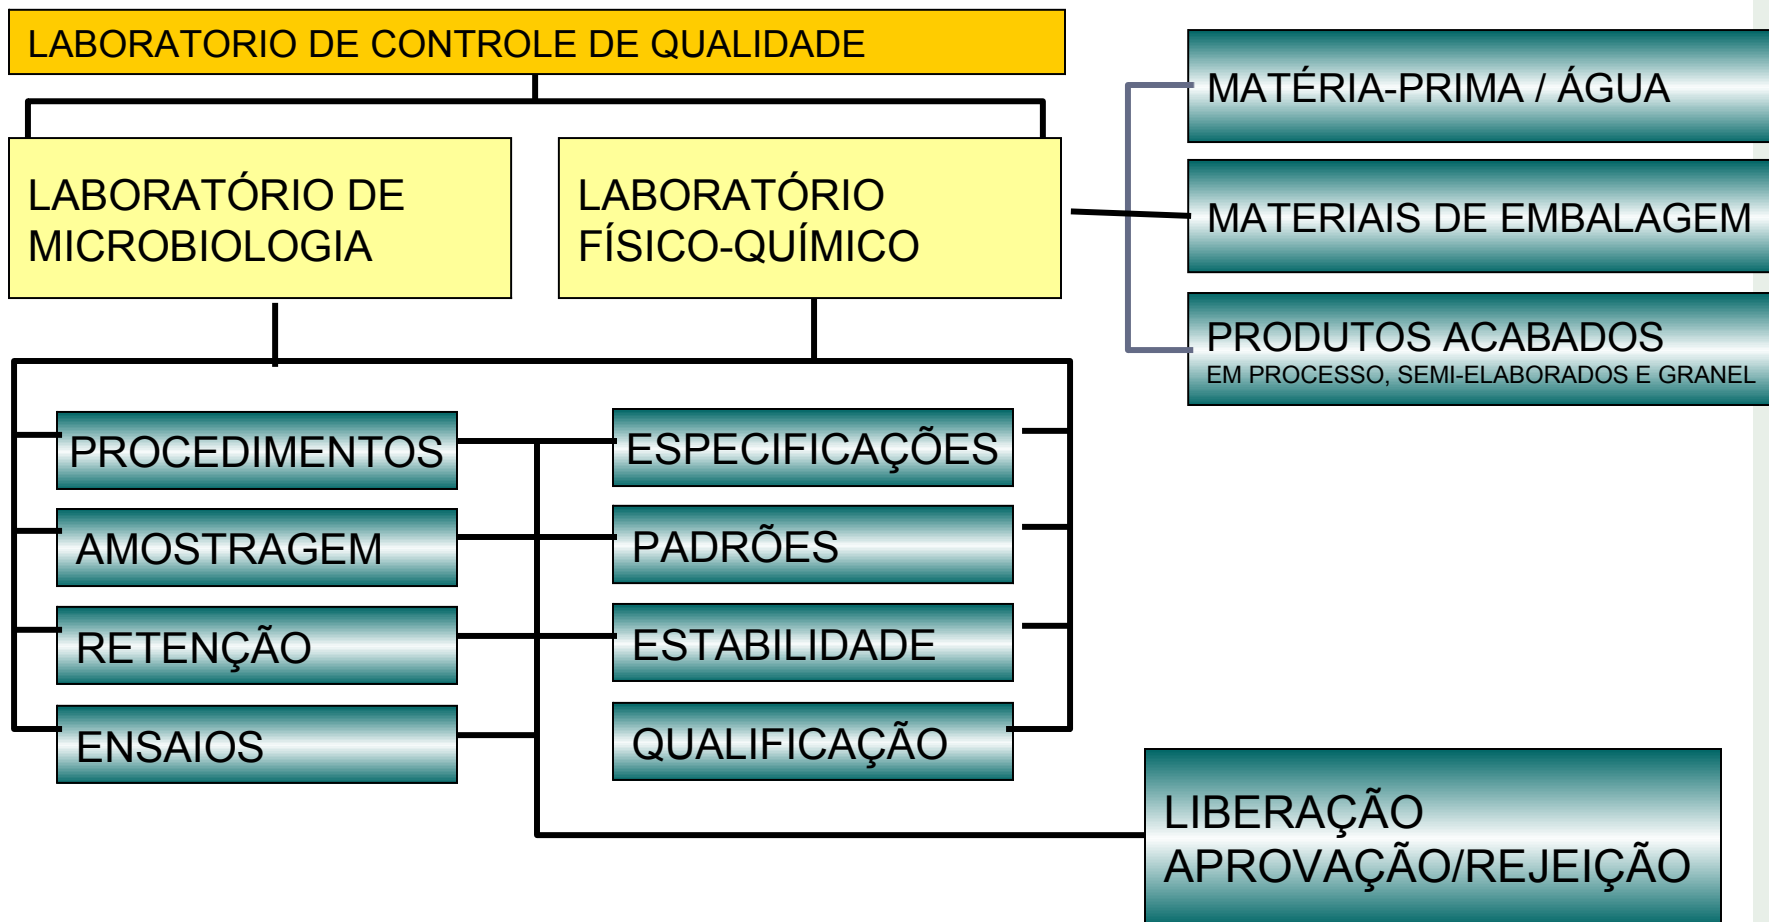 LABORATORIO DE CONTROLE DE QUALIDADE
LABORATÓRIO DE
MICROBIOLOGIA
LABORATÓRIO
FÍSICO-QUÍMICO
MATÉRIA-PRIMA / ÁGUA
MATERIAIS DE EMBALAGEM
PRODUTOS ACABADOS
EM PROCESSO, SEMI-ELABORADOS E GRANEL
PROCEDIMENTOS
AMOSTRAGEM
RETENÇÃO
ENSAIOS
ESPECIFICAÇÕES
PADRÕES
ESTABILIDADE
QUALIFICAÇÃO
LIBERAÇÃO
APROVAÇÃO/REJEIÇÃO